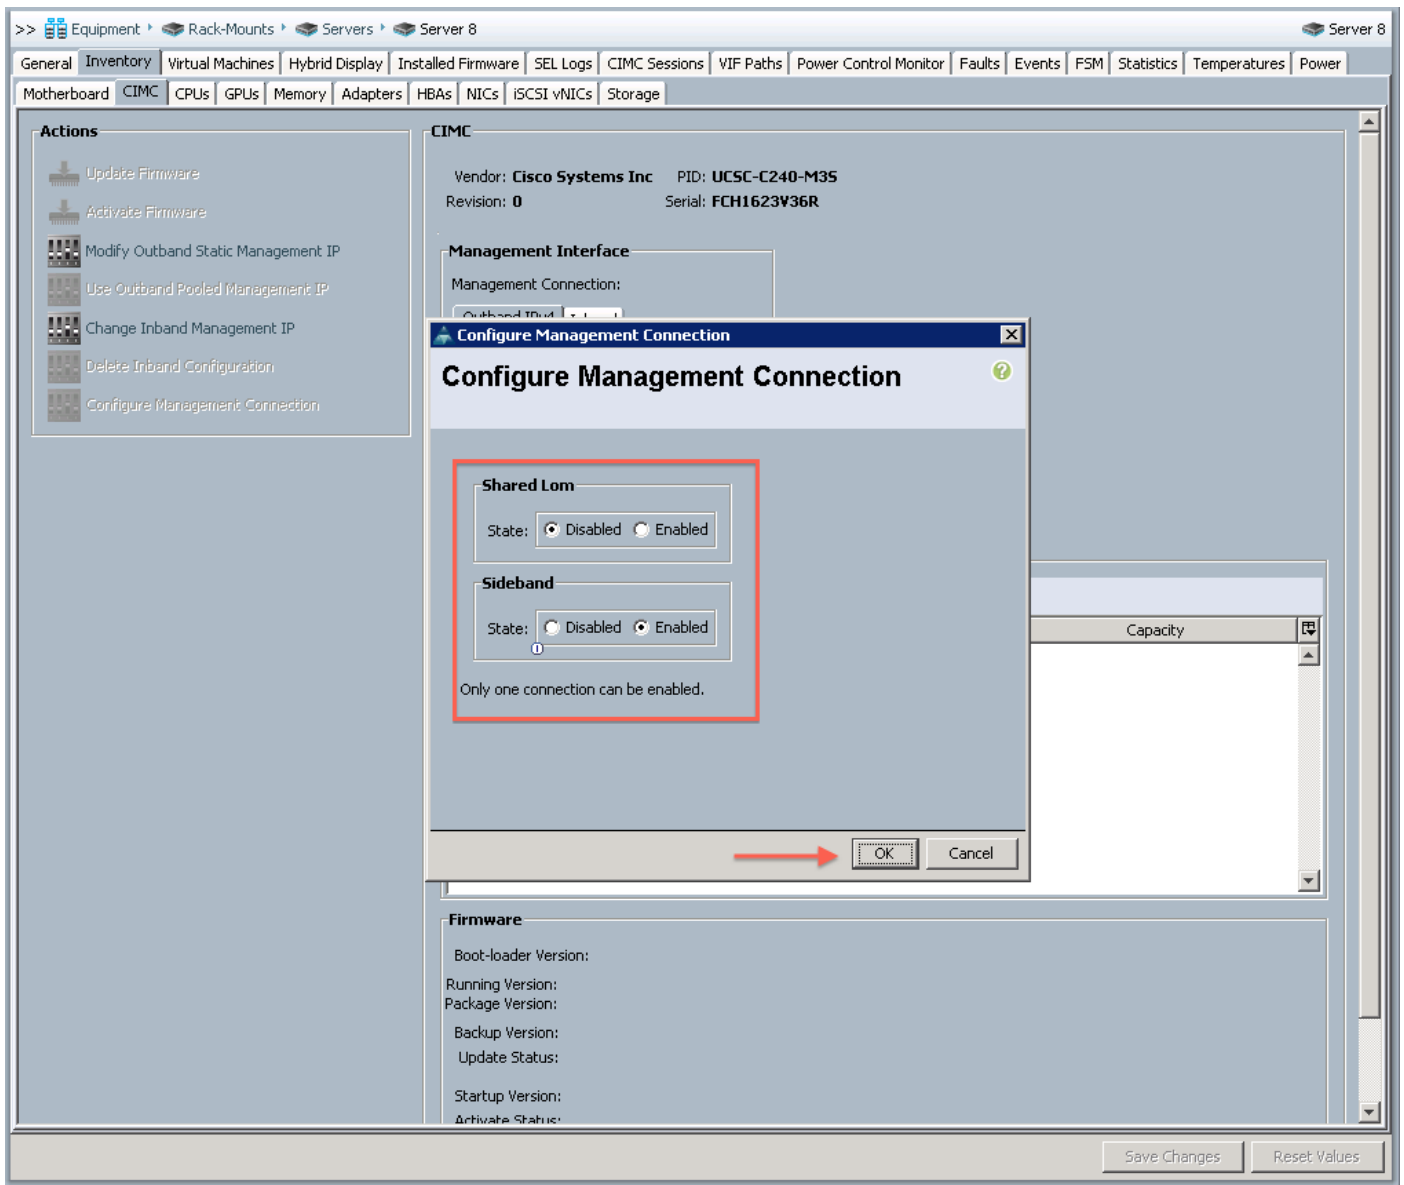 >> Equipment Rack-Mounts Servers Server 8 Server 8
General Inventory Virtual Machines Hybrid Display Installed Firmware SEL Logs CIMC Sessions VIF Paths Power Control Monitor Faults Events FSM Statistics Temperatures Power
Motherboard CIMC CPUs GPUs Memory Adapters HBAs NICs iSCSI vNICs Storage
Actions
Update Firmware
Activate Firmware
Modify Outband Static Management IP
Use Outband Pooled Management IP
Change Inband Management IP
Delete Inband Configuration
Configure Management Connection
CIMC
Vendor: Cisco Systems Inc PID: UCSC-C240-M3S
Revision: 0 Serial: FCH1623V36R
Management Interface
Management Connection:
Outband IPv4
Configure Management Connection
Configure Management Connection
Shared Lom
State: Disabled Enabled
Sideband
State: Disabled Enabled
Only one connection can be enabled.
OK Cancel
Capacity
Firmware
Boot-loader Version:
Running Version:
Package Version:
Backup Version:
Update Status:
Startup Version:
Activate Status:
Save Changes Reset Values